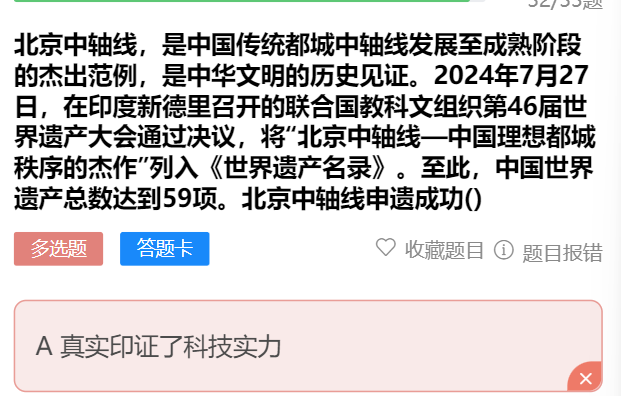 32/35题
北京中轴线，是中国传统都城中轴线发展至成熟阶段
的杰出范例，是中华文明的历史见证。2024年7月27
日，在印度新德里召开的联合国教科文组织第46届世
界遗产大会通过决议，将“北京中轴线—中国理想都城
秩序的杰作”列入《世界遗产名录》。至此，中国世界
遗产总数达到59项。北京中轴线申遗成功()
多选题 答题卡 收藏题目 题目报错
A 真实印证了科技实力